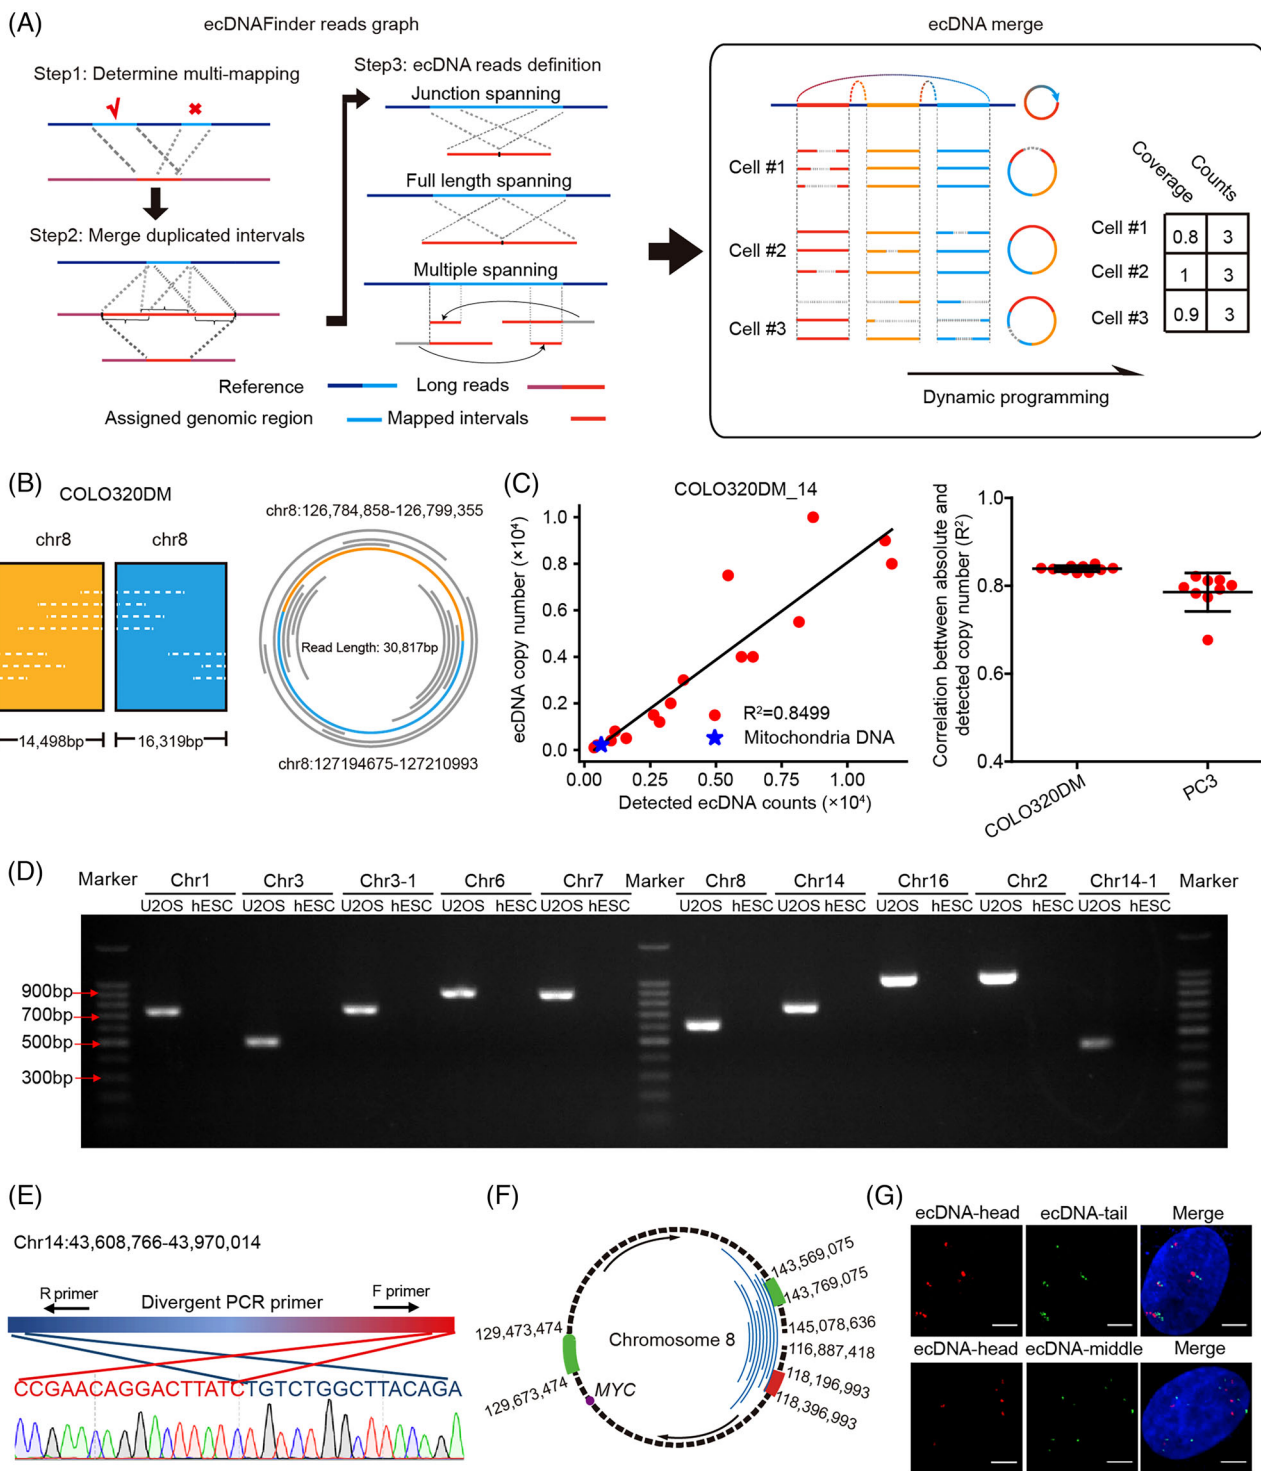 (A)
ecDNAFinder reads graph
ecDNA merge
Step1: Determine multi-mapping
Step3: ecDNA reads definition
Junction spanning
Full length spanning
Step2: Merge duplicated intervals
Multiple spanning
Reference
Long reads
Assigned genomic region
Mapped intervals
Cell #1
Cell #2
Cell #3
Dynamic programming
Coverage Counts
Cell #1 0.8 3
Cell #2 1 3
Cell #3 0.9 3
(B)
COLO320DM
chr8 chr8
14,498bp 16,319bp
chr8:126,784,858-126,799,355
Read Length: 30,817bp
chr8:127194675-127210993
(C)
COLO320DM_14
ecDNA copy number (×10⁴)
1.0
0.8
0.6
0.4
0.2
0.0
R²=0.8499
Mitochondria DNA
0.00 0.25 0.50 0.75 1.00
Detected ecDNA counts (×10⁴)
Correlation between absolute and
detected copy number (R²)
1.0
0.8
0.6
0.4
COLO320DM PC3
(D)
Marker Chr1 Chr3 Chr3-1 Chr6 Chr7 Marker Chr8 Chr14 Chr16 Chr2 Chr14-1 Marker
U2OS hESC U2OS hESC U2OS hESC U2OS hESC U2OS hESC U2OS hESC U2OS hESC U2OS hESC U2OS hESC U2OS hESC
900bp
700bp
500bp
300bp
(E)
Chr14:43,608,766-43,970,014
R primer
Divergent PCR primer
F primer
CCGAACAGGACTTATCTGTCTGGCTTACAGA
(F)
143,569,075
143,769,075
145,078,636
116,887,418
118,196,993
118,396,993
129,473,474
129,673,474
MYC
Chromosome 8
(G)
ecDNA-head ecDNA-tail Merge
ecDNA-head ecDNA-middle Merge